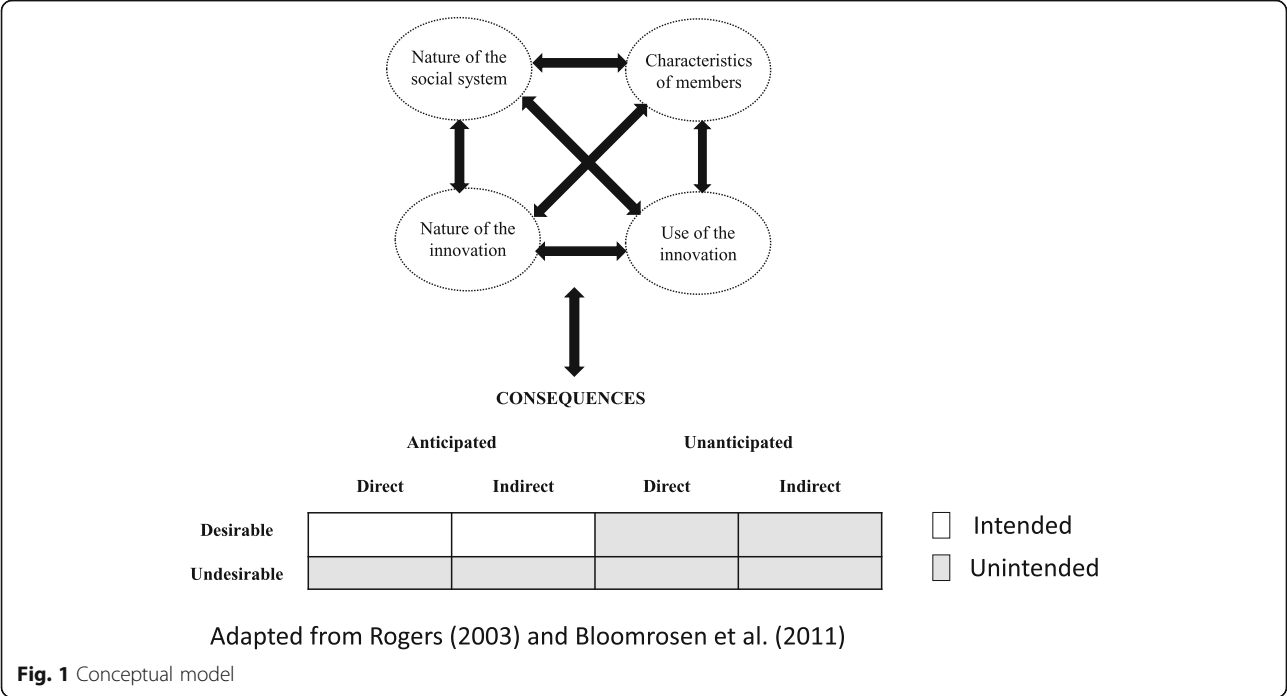 Nature of the
social system
Characteristics
of members
Nature of the
innovation
Use of the
innovation
CONSEQUENCES
Anticipated
Unanticipated
Direct
Indirect
Direct
Indirect
Desirable
Undesirable
Intended
Unintended
Adapted from Rogers (2003) and Bloomrosen et al. (2011)
Fig. 1 Conceptual model